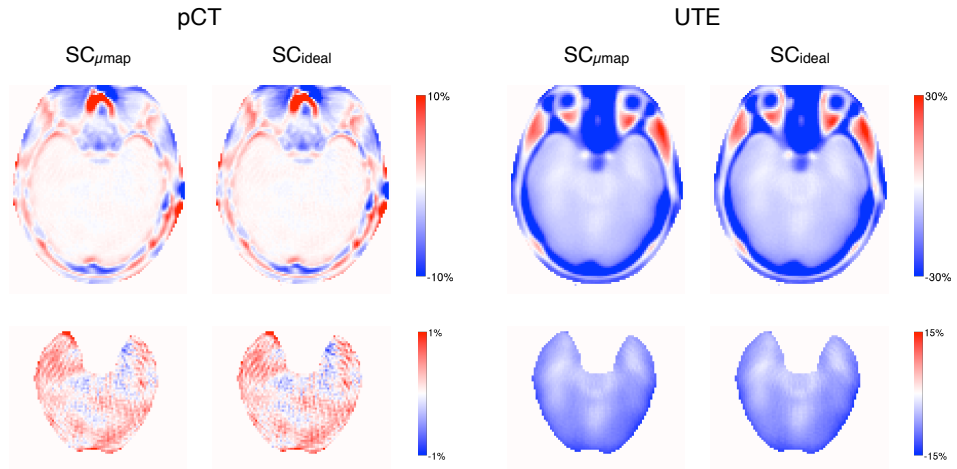 pCT
UTE
SCμmap
SCideal
SCμmap
SCideal
10%
-10%
30%
-30%
1%
-1%
15%
-15%